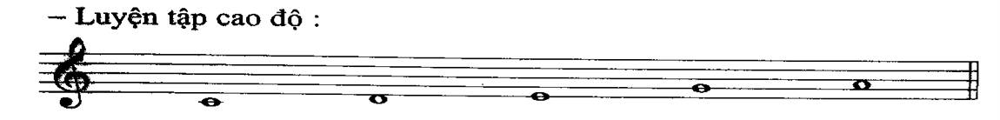 – Luyện tập cao độ :